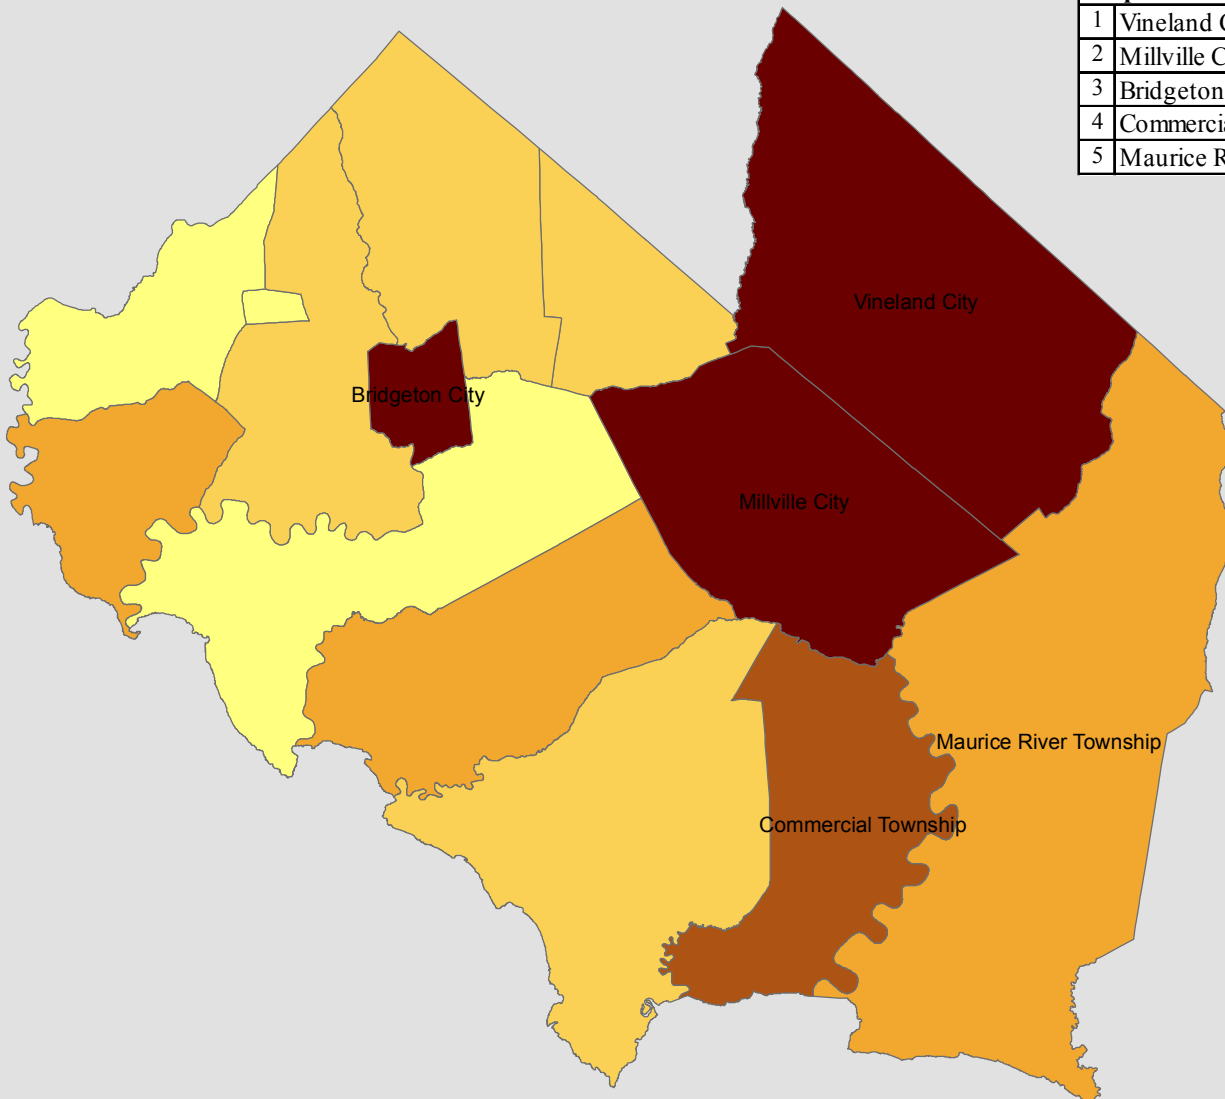 1 Vineland
2 Millville
3 Bridgeton
4
5 Maurice
Vineland City
Bridgeton City
Millville City
Maurice River Township
Commercial Township